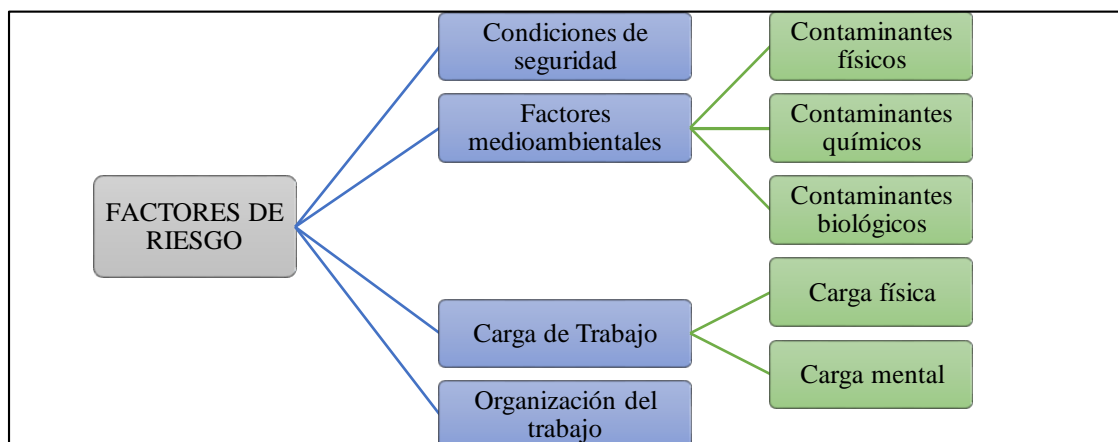 FACTORES DE
RIESGO
Condiciones de
seguridad
Factores
medioambientales
Contaminantes
físicos
Contaminantes
químicos
Contaminantes
biológicos
Carga de Trabajo
Carga física
Carga mental
Organización del
trabajo